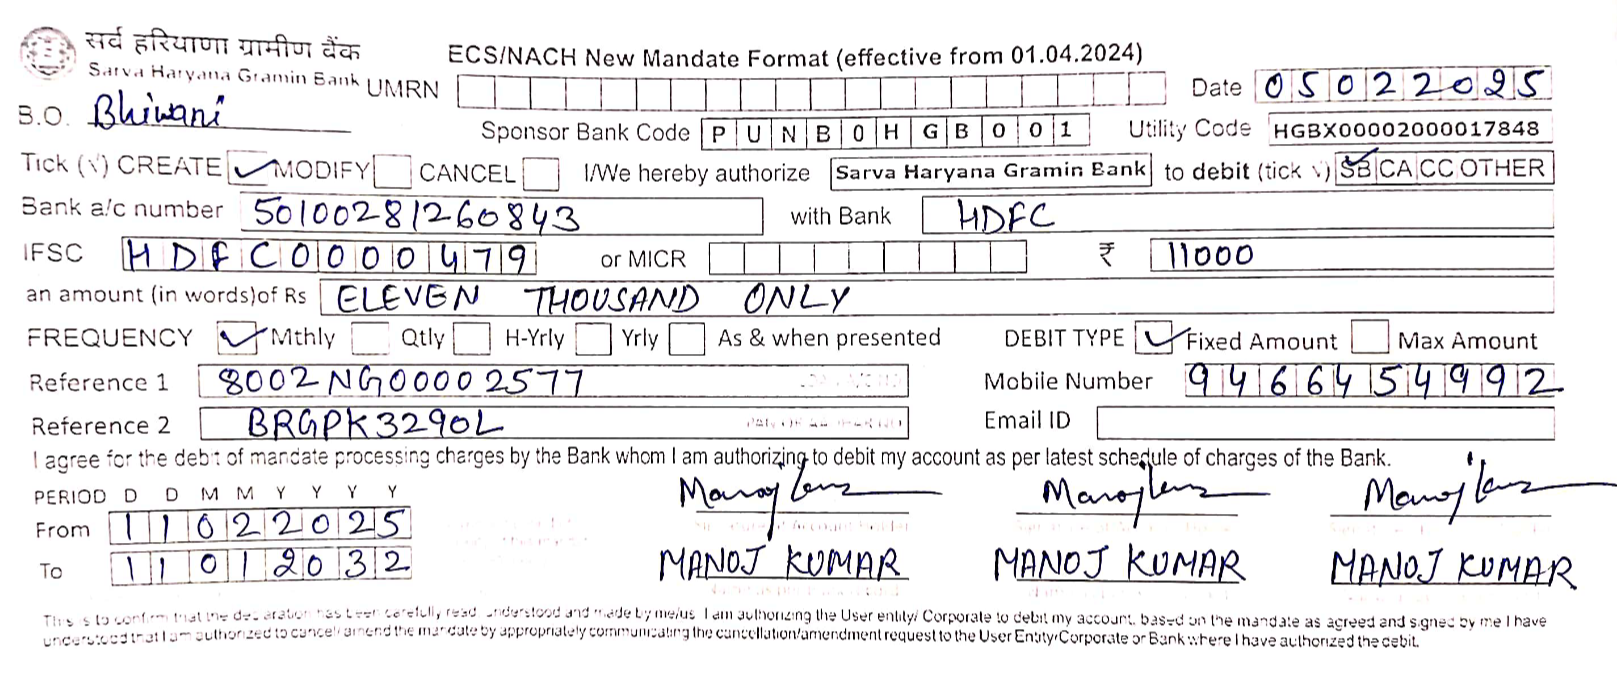 सर्व हरियाणा ग्रामीण बैंक
Sarva Haryana Gramin Bank
ECS/NACH New Mandate Format (effective from 01.04.2024)
UMRN Date 05022025
B.O. Bhiwani
Sponsor Bank Code PUNB0HGB001 Utility Code HGBX00002000017848
Tick (√) CREATE ✓ MODIFY CANCEL I/We hereby authorize Sarva Haryana Gramin Bank to debit (tick √) SB CA CC OTHER
Bank a/c number 50100281260843 with Bank HDFC
IFSC HDFC0000479 or MICR ₹ 11000
an amount (in words)of Rs ELEVEN THOUSAND ONLY
FREQUENCY ✓ Mthly Qtly H-Yrly Yrly As & when presented DEBIT TYPE ✓ Fixed Amount Max Amount
Reference 1 8002NG00002577 Mobile Number 9466454992
Reference 2 BRGPK3290L Email ID
I agree for the debit of mandate processing charges by the Bank whom I am authorizing to debit my account as per latest schedule of charges of the Bank.
PERIOD D D M M Y Y Y Y
From 11022025
To 11012032
MANOJ KUMAR MANOJ KUMAR MANOJ KUMAR
This is to confirm that the declaration has been carefully read, understood and made by me/us. I am authorizing the User entity/ Corporate to debit my account, based on the mandate as agreed and signed by me I have
understood that I am authorized to cancel/amend the mandate by appropriately communicating the cancellation/amendment request to the User Entity/Corporate or Bank where I have authorized the debit.